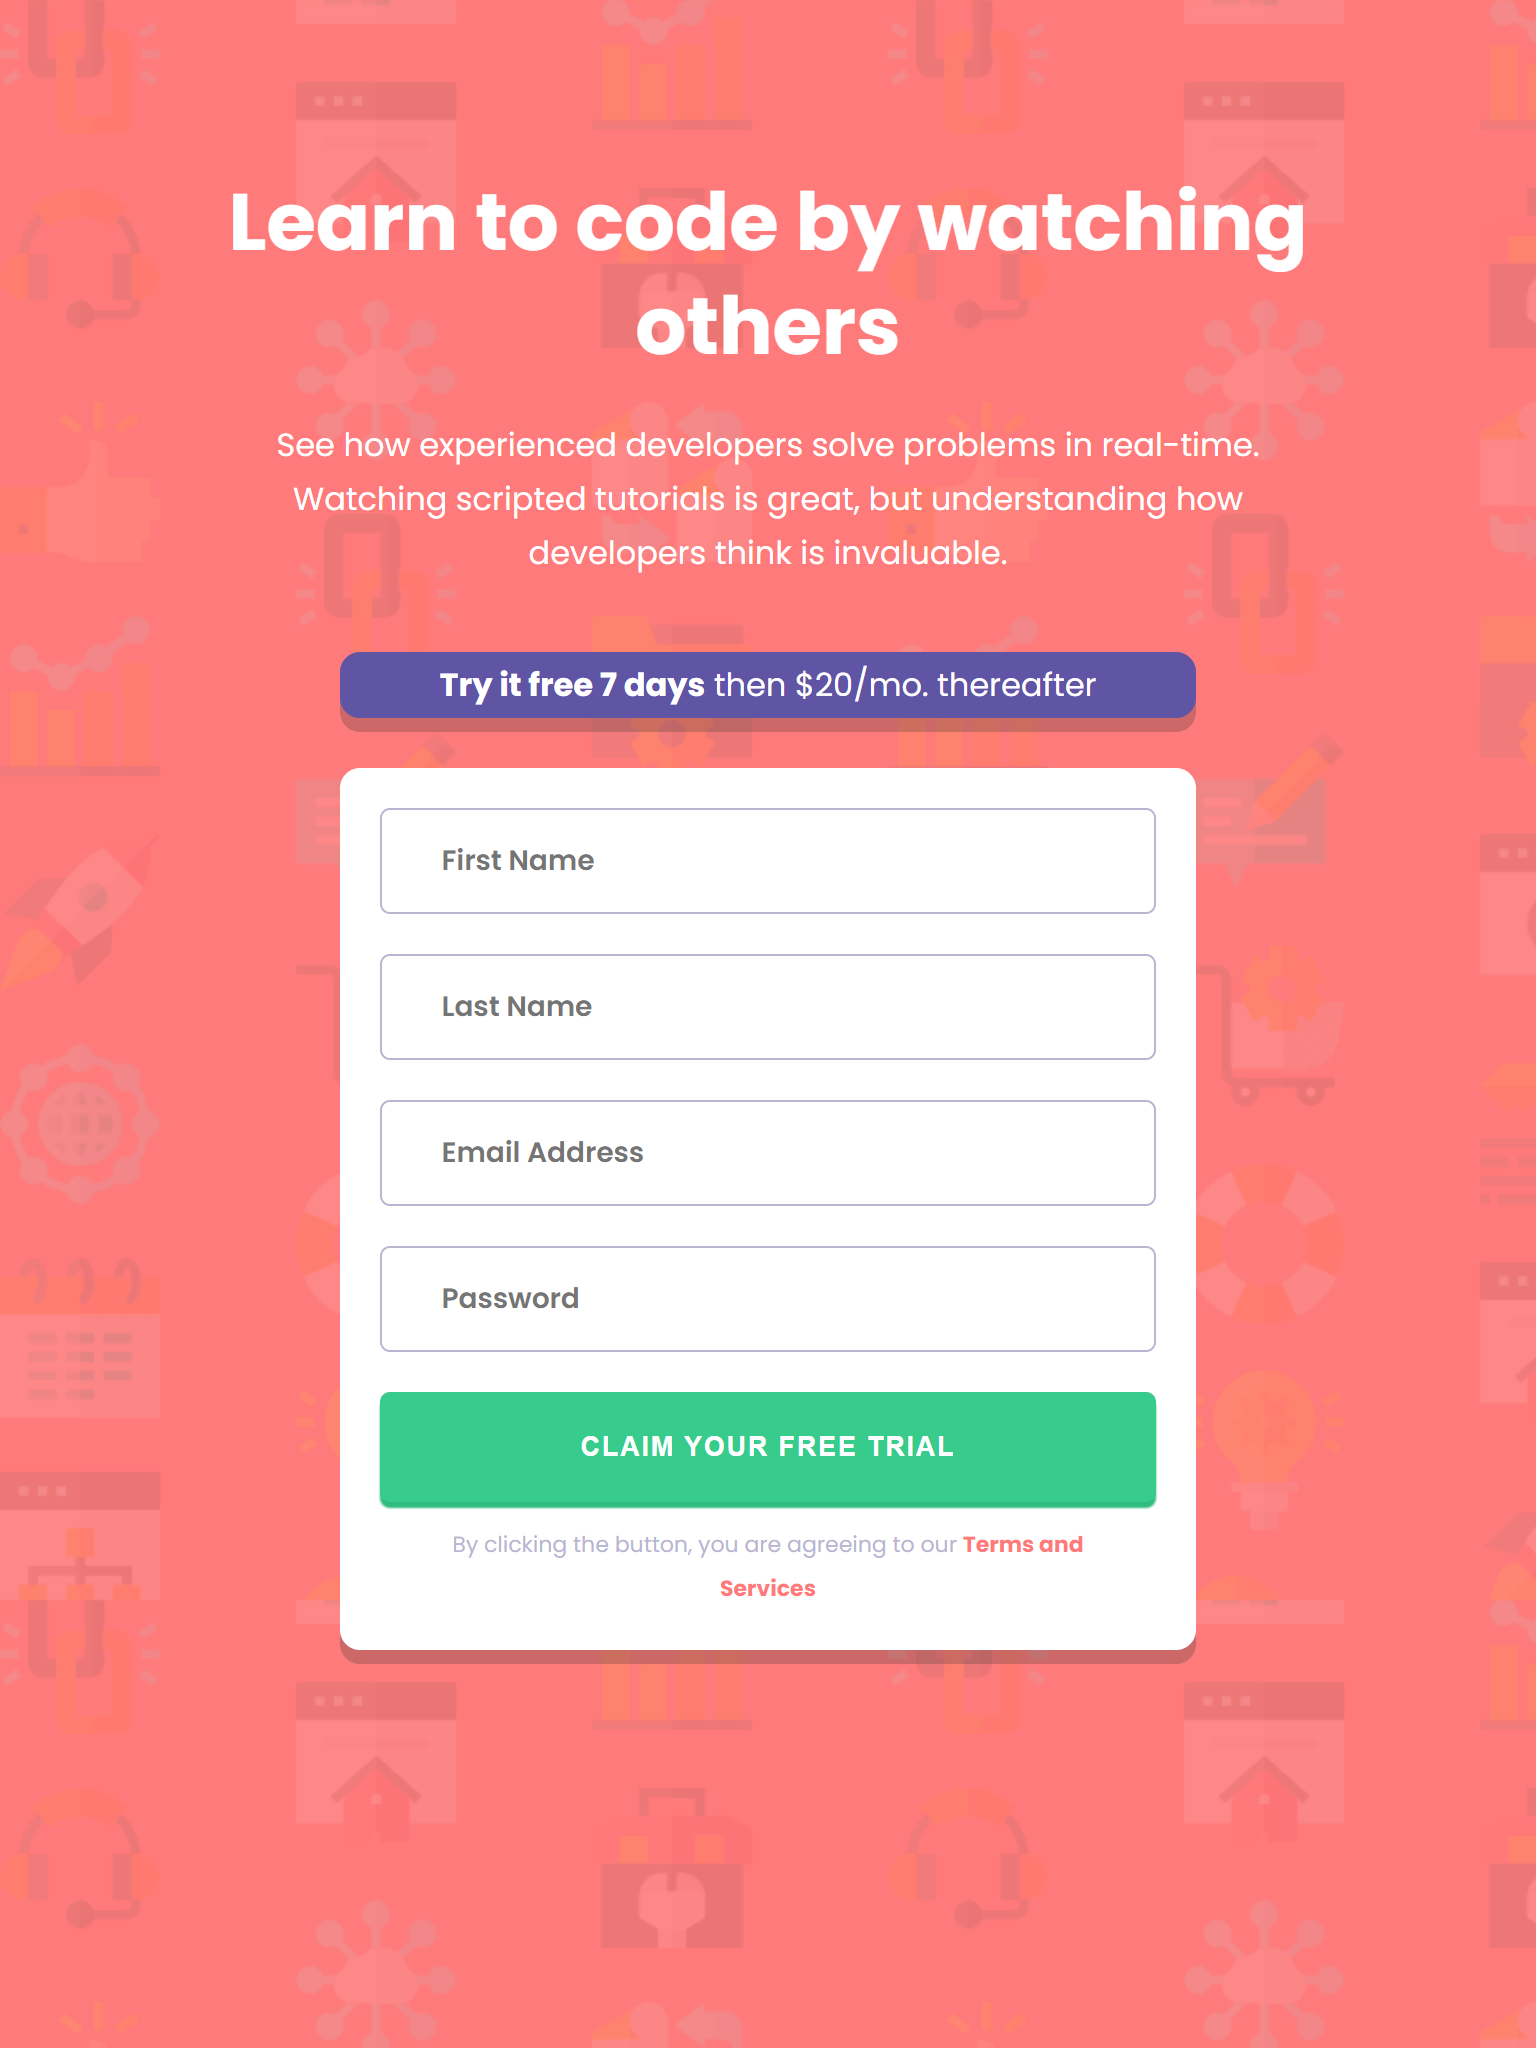 Learn to code by watching
others
See how experienced developers solve problems in real-time.
Watching scripted tutorials is great, but understanding how
developers think is invaluable.
Try it free 7 days then $20/mo. thereafter
First Name
Last Name
Email Address
Password
CLAIM YOUR FREE TRIAL
By clicking the button, you are agreeing to our Terms and
Services